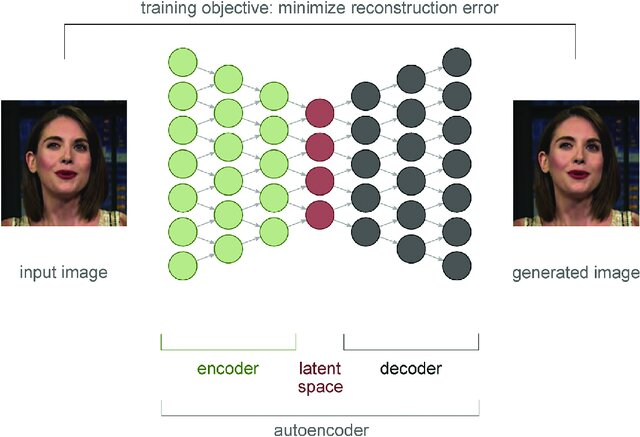 training objective: minimize reconstruction error
input image
generated image
encoder
latent
space
decoder
autoencoder